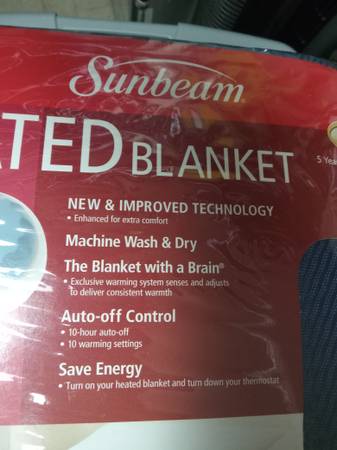 Sunbeam®
TED BLANKET
5 Yea
NEW & IMPROVED TECHNOLOGY
• Enhanced for extra comfort
Machine Wash & Dry
The Blanket with a Brain®
• Exclusive warming system senses and adjusts
to deliver consistent warmth
Auto-off Control
• 10-hour auto-off
• 10 warming settings
Save Energy
• Turn on your heated blanket and turn down your thermostat